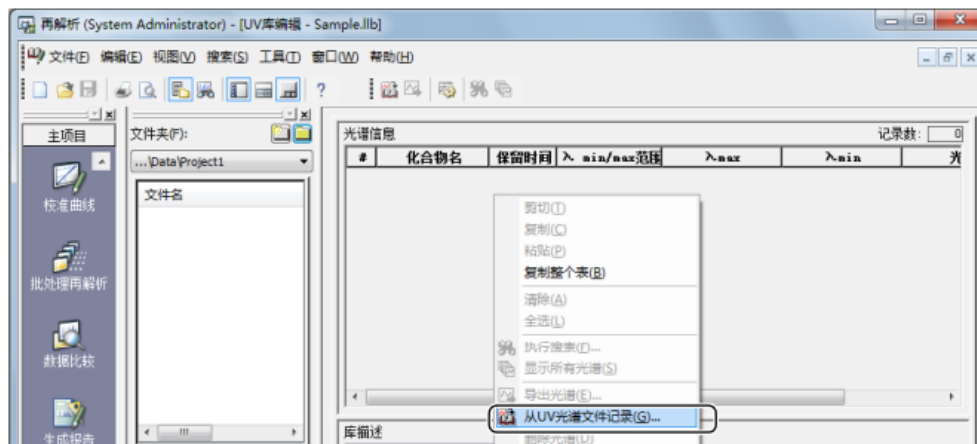 再解析 (System Administrator) - [UV库编辑 - Sample.llb]
文件(F) 编辑(E) 视图(V) 搜索(S) 工具(T) 窗口(W) 帮助(H)
主项目
校准曲线
批处理再解析
数据比较
生成报告
文件夹(F):
...\Data\Project1
文件名
光谱信息 记录数: 0
# 化合物名 保留时间 λ min/max范围 λmax λmin 光
剪切(T)
复制(C)
粘贴(P)
复制整个表(B)
清除(A)
全选(L)
执行搜索(I)...
显示所有光谱(S)
导出光谱(E)...
从UV光谱文件记录(G)...
删除光谱(D)
库描述